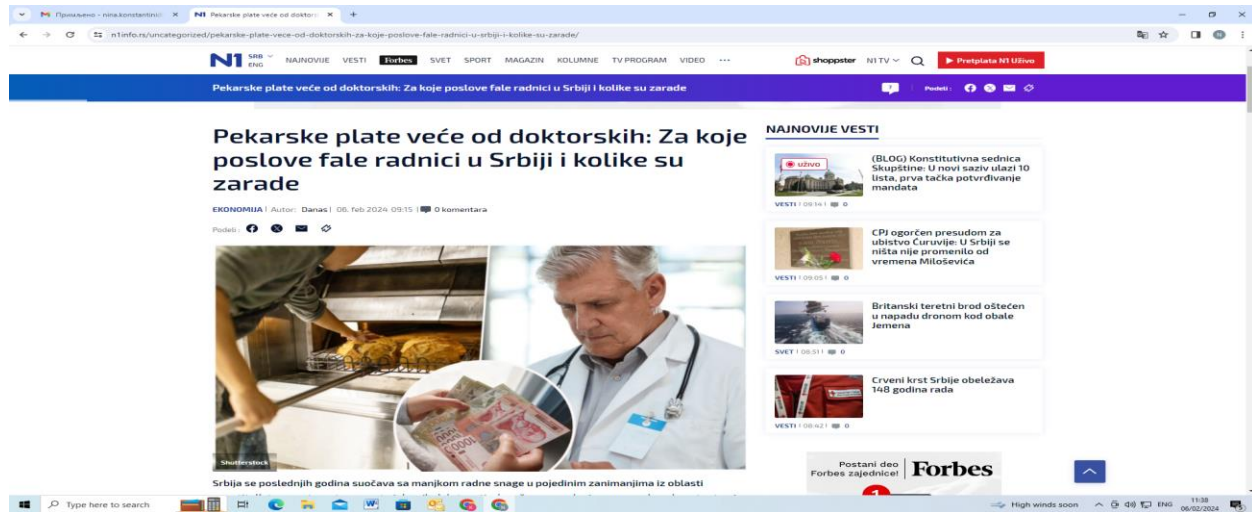 Примљено - nina.konstantinidi
N1 Pekarske plate veće od doktorsk
n1info.rs/uncategorized/pekarske-plate-vece-od-doktorskih-za-koje-poslove-fale-radnici-u-srbiji-i-kolike-su-zarade/
N1 SRB ENG NAJNOVIJE VESTI Forbes SVET SPORT MAGAZIN KOLUMNE TV PROGRAM VIDEO ... shoppster N1 TV Pretplata N1 Uživo
Pekarske plate veće od doktorskih: Za koje poslove fale radnici u Srbiji i kolike su zarade
Podeli:
Pekarske plate veće od doktorskih: Za koje
poslove fale radnici u Srbiji i kolike su
zarade
EKONOMIJA | Autor: Danas | 06. feb 2024 09:15 | 0 komentara
Podeli:
1000
Shutterstock
Srbija se poslednjih godina suočava sa manjkom radne snage u pojedinim zanimanjima iz oblasti
NAJNOVIJE VESTI
uživo
(BLOG) Konstitutivna sednica
Skupštine: U novi saziv ulazi 10
lista, prva tačka potvrđivanje
mandata
VESTI | 09:14 | 0
CPJ ogorčen presudom za
ubistvo Ćuruvije: U Srbiji se
ništa nije promenilo od
vremena Miloševića
VESTI | 09:05 | 0
Britanski teretni brod oštećen
u napadu dronom kod obale
Jemena
SVET | 08:51 | 0
Crveni krst Srbije obeležava
148 godina rada
VESTI | 08:42 | 0
Postani deo
Forbes zajednice!
Forbes
1
Type here to search
High winds soon
ENG
11:38
06/02/2024